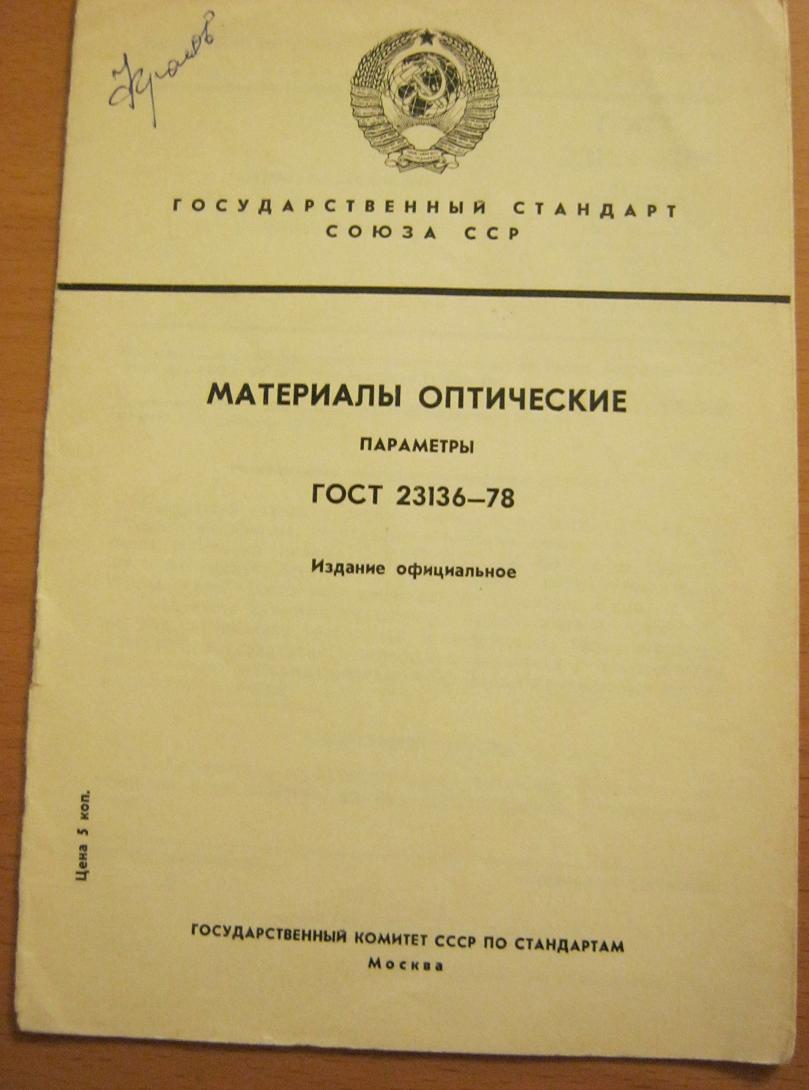 ГОСУДАРСТВЕННЫЙ СТАНДАРТ
СОЮЗА ССР
МАТЕРИАЛЫ ОПТИЧЕСКИЕ
ПАРАМЕТРЫ
ГОСТ 23136—78
Издание официальное
Цена 5 коп.
ГОСУДАРСТВЕННЫЙ КОМИТЕТ СССР ПО СТАНДАРТАМ
Москва